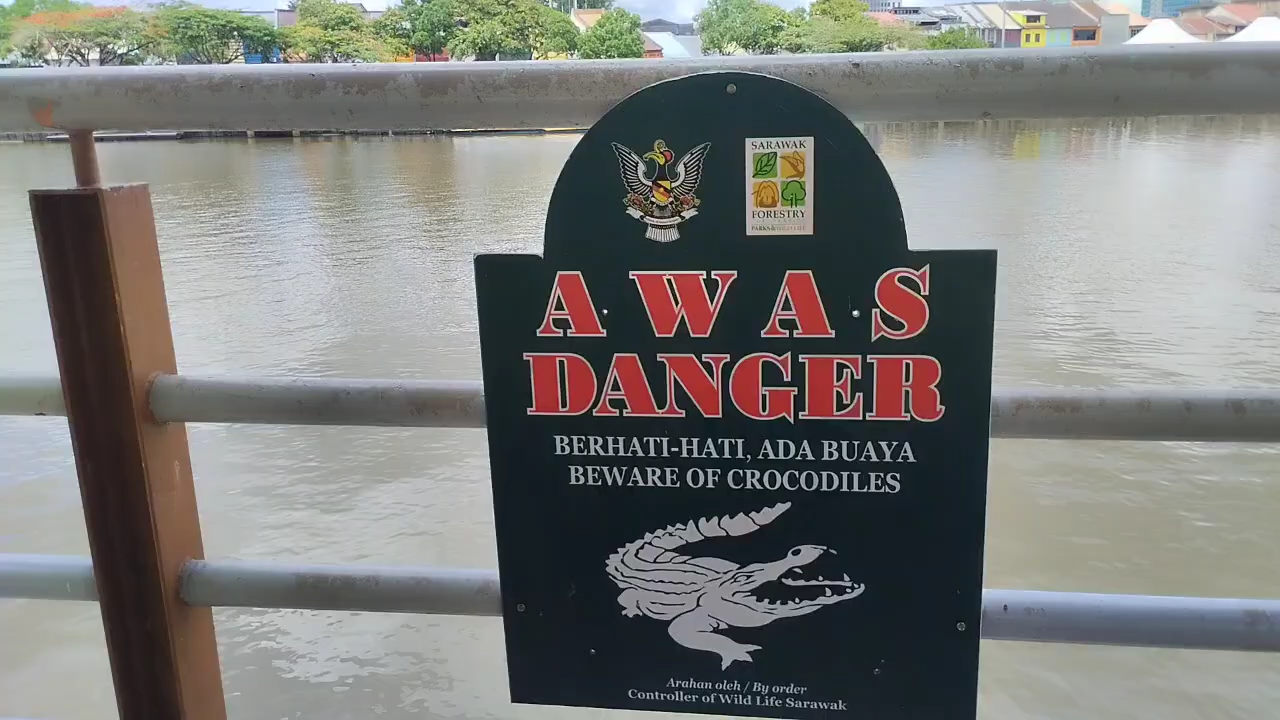 SARAWAK
FORESTRY
PARKS & WILDLIFE
AWAS
DANGER
BERHATI-HATI, ADA BUAYA
BEWARE OF CROCODILES
Arahan oleh / By order
Controller of Wild Life Sarawak